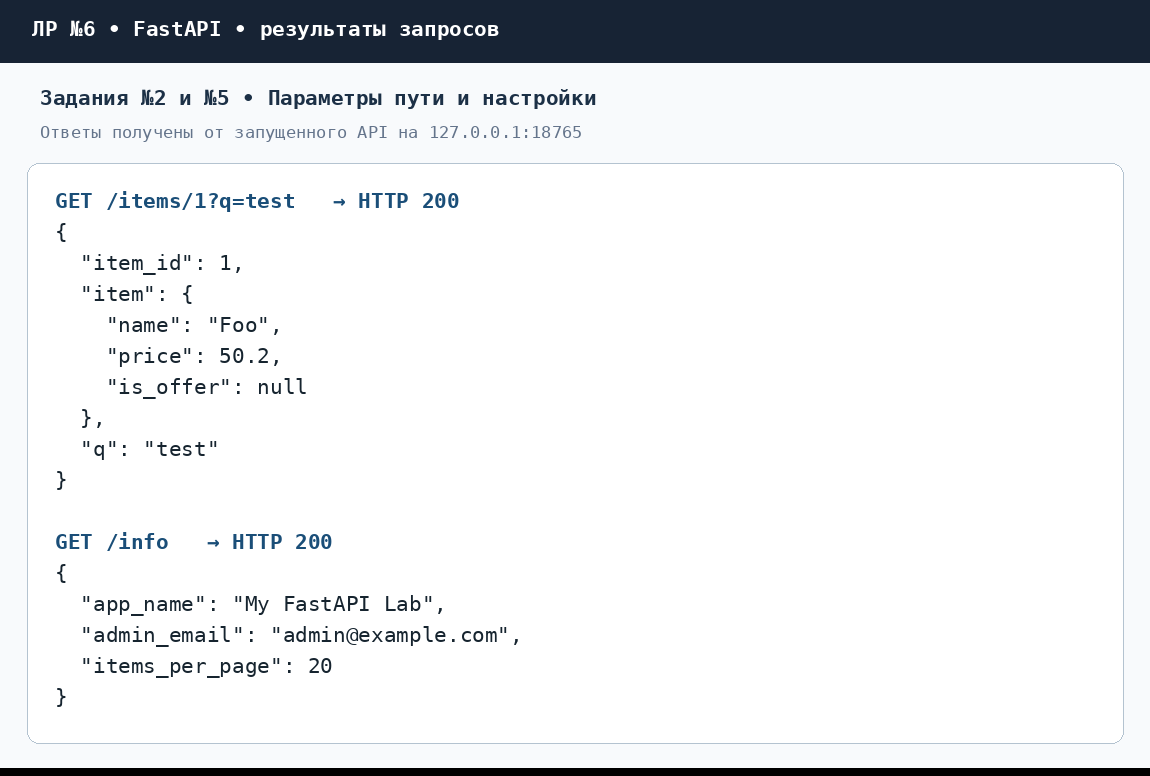 ЛР №6 • FastAPI • результаты запросов
Задания №2 и №5 • Параметры пути и настройки
Ответы получены от запущенного API на 127.0.0.1:18765
GET /items/1?q=test   → HTTP 200
{
  "item_id": 1,
  "item": {
    "name": "Foo",
    "price": 50.2,
    "is_offer": null
  },
  "q": "test"
}
GET /info   → HTTP 200
{
  "app_name": "My FastAPI Lab",
  "admin_email": "admin@example.com",
  "items_per_page": 20
}